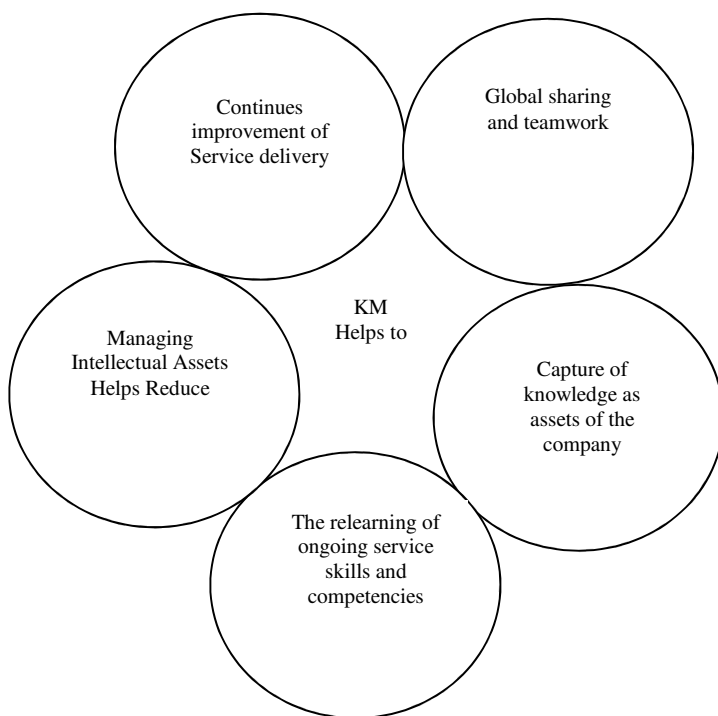 Continues
improvement of
Service delivery
Global sharing
and teamwork
KM
Helps to
Managing
Intellectual Assets
Helps Reduce
Capture of
knowledge as
assets of the
company
The relearning of
ongoing service
skills and
competencies